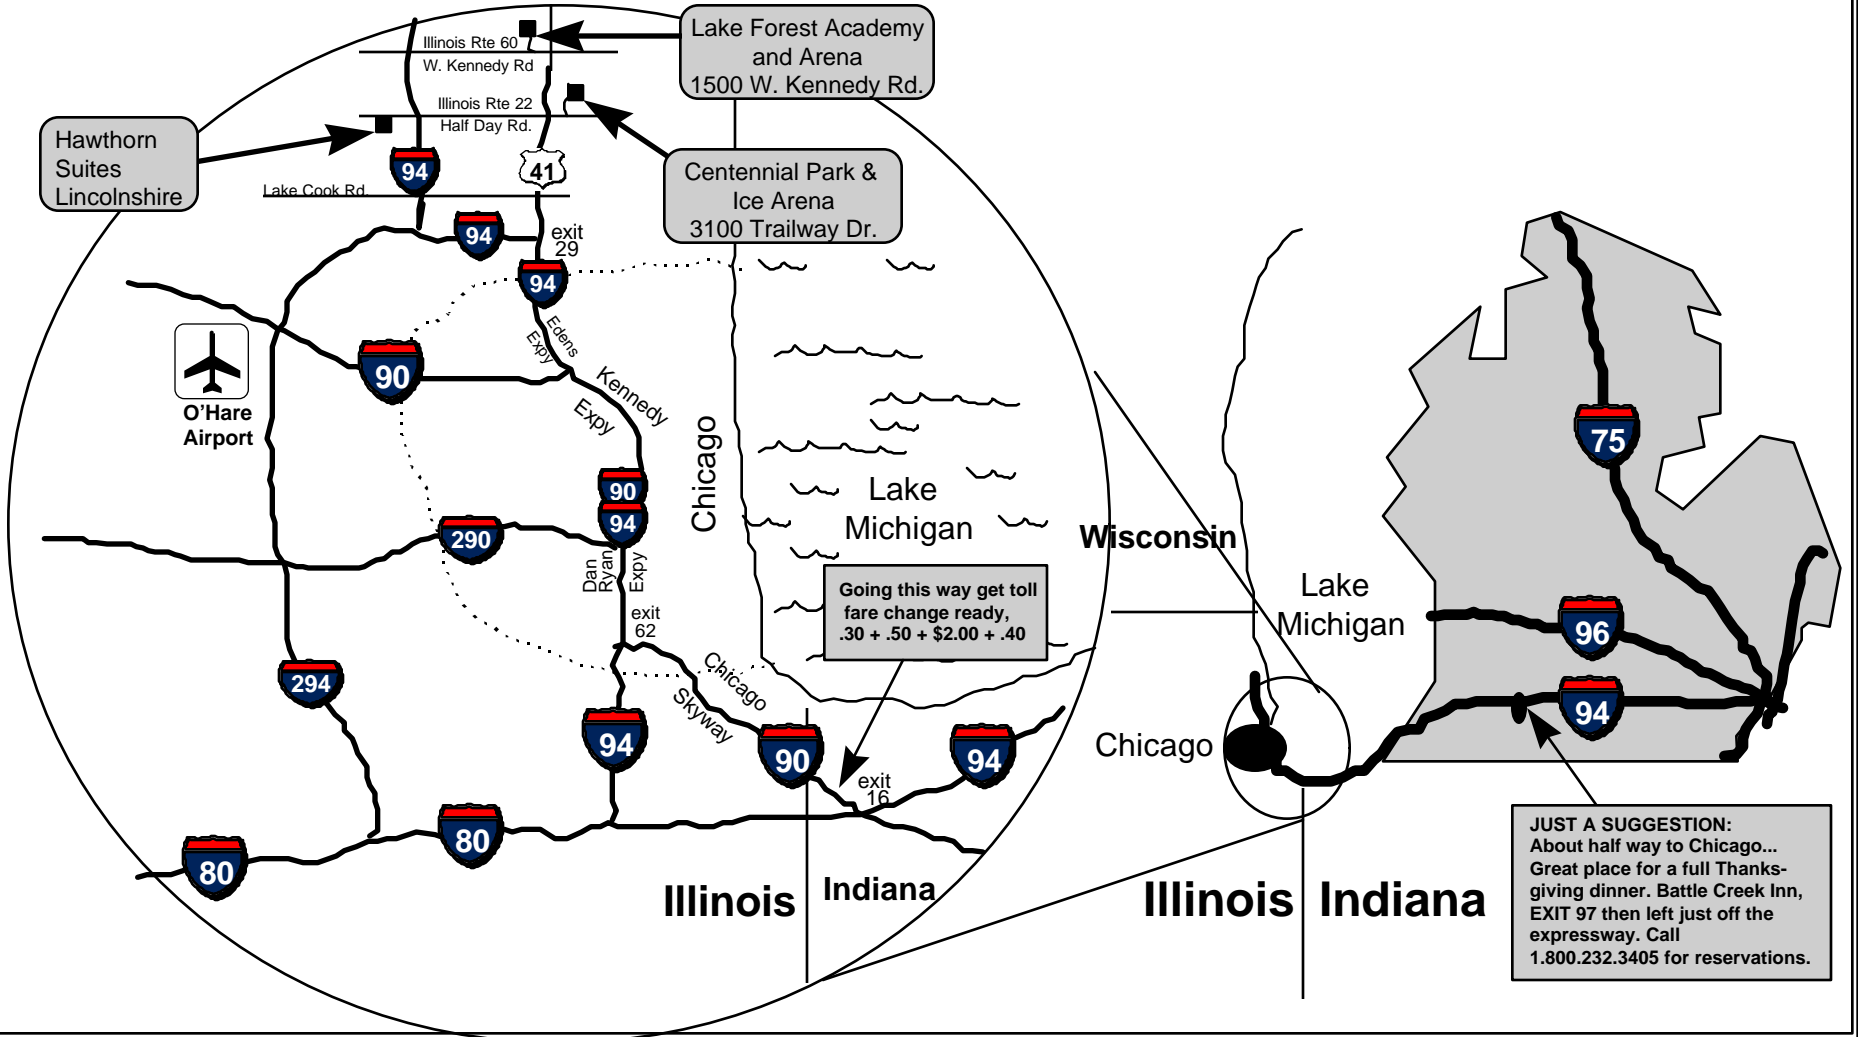 Lake Forest Academy
and Arena
1500 W. Kennedy Rd.
Illinois Rte 60
W. Kennedy Rd
Illinois Rte 22
Half Day Rd.
Hawthorn
Suites
Lincolnshire
94
41
Centennial Park &
Ice Arena
3100 Trailway Dr.
Lake Cook Rd.
94
exit
29
94
Edens
Expy
90
O'Hare
Airport
Kennedy
Expy
Chicago
90
94
290
Lake
Michigan
Dan
Ryan
Expy
Going this way get toll
fare change ready,
.30 + .50 + $2.00 + .40
exit
62
Chicago
Skyway
294
94
90
94
exit
16
80
80
Illinois
Indiana
Wisconsin
Lake
Michigan
75
96
94
Chicago
Illinois
Indiana
JUST A SUGGESTION:
About half way to Chicago...
Great place for a full Thanks-
giving dinner. Battle Creek Inn,
EXIT 97 then left just off the
expressway. Call
1.800.232.3405 for reservations.